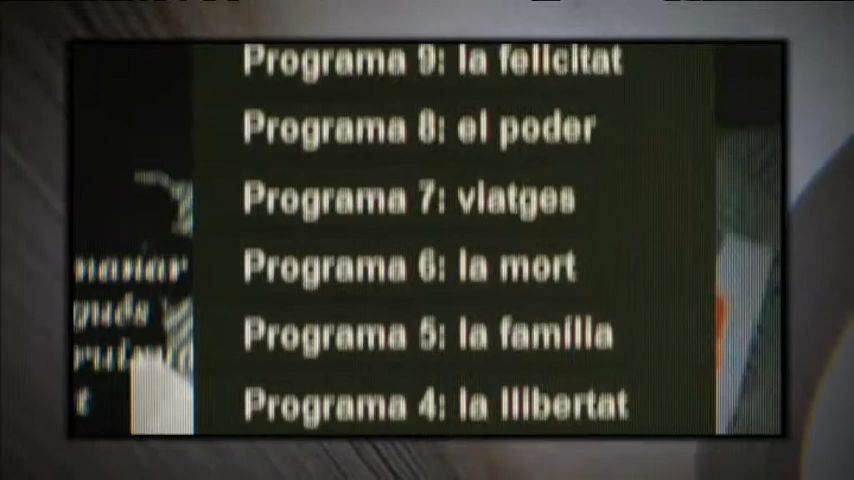 Programa 9: la felicitat
Programa 8: el poder
Programa 7: viatges
Programa 6: la mort
Programa 5: la família
Programa 4: la llibertat
t